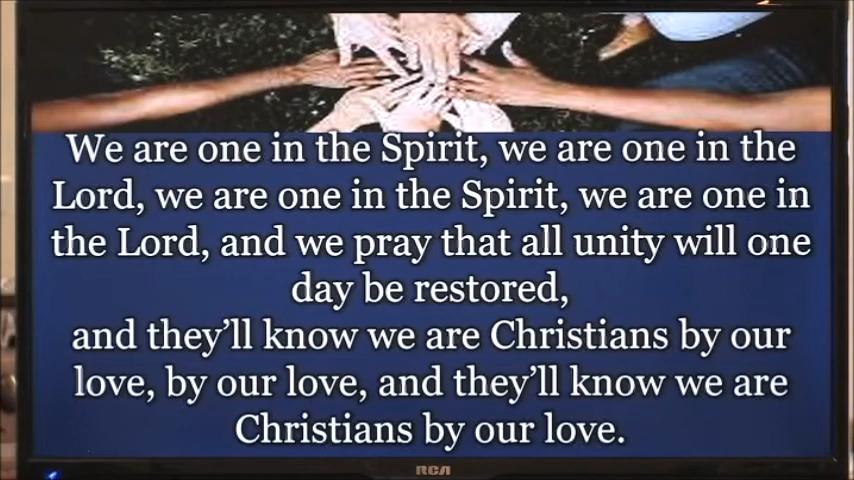 We are one in the Spirit, we are one in the
Lord, we are one in the Spirit, we are one in
the Lord, and we pray that all unity will one
day be restored,
and they’ll know we are Christians by our
love, by our love, and they’ll know we are
Christians by our love.
RCA